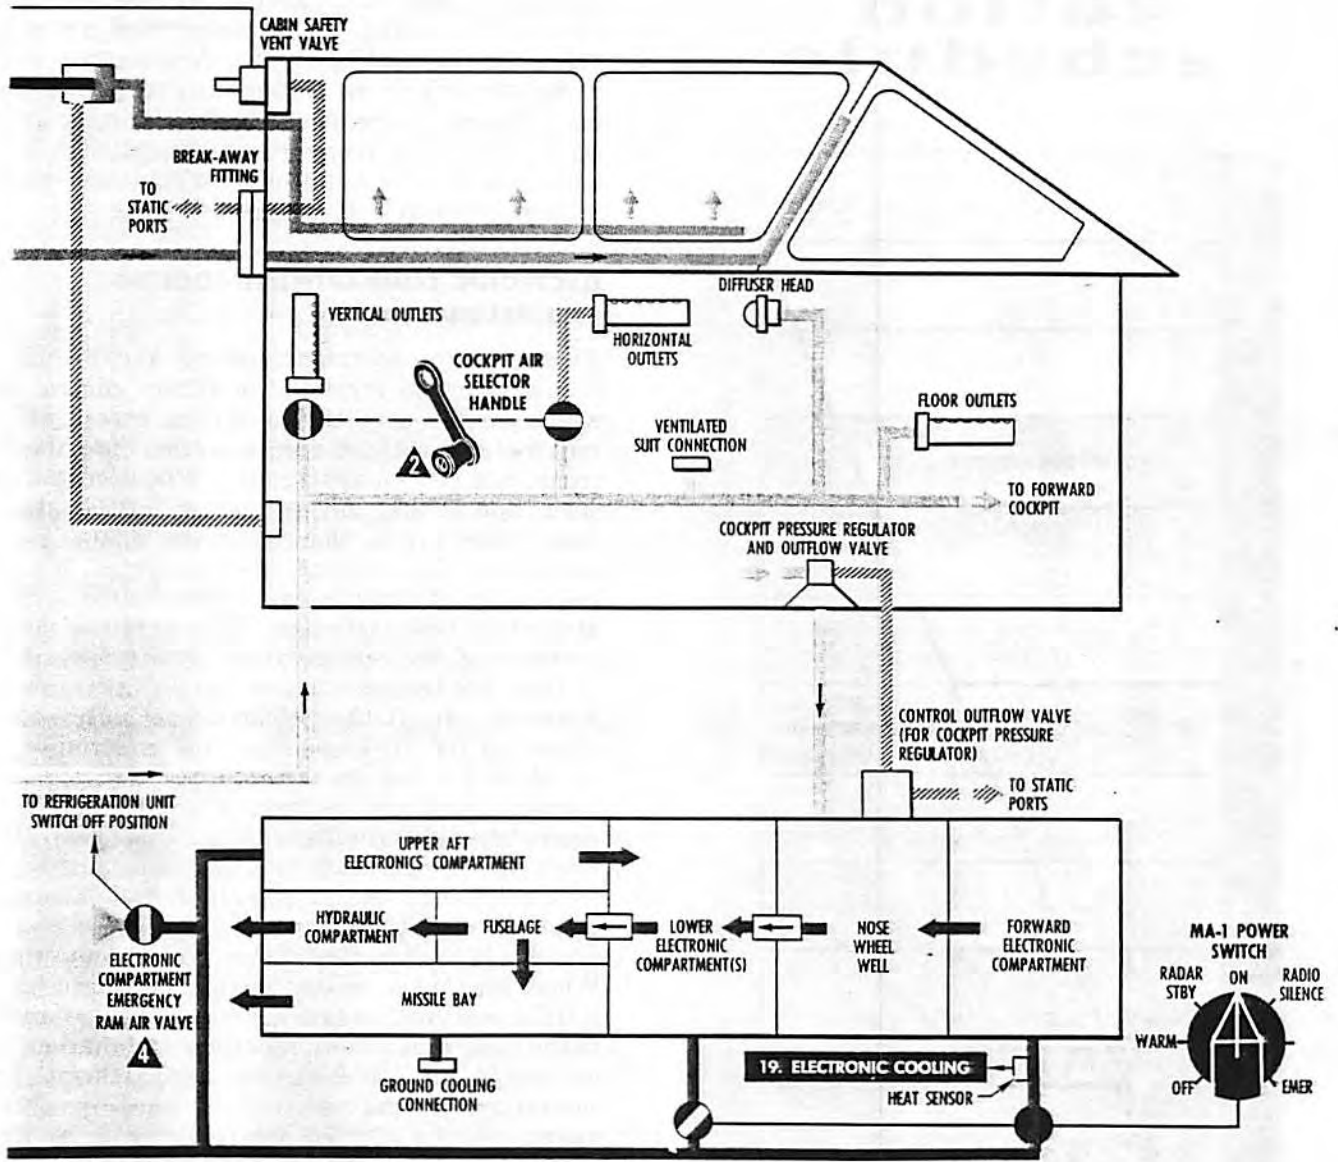 CABIN SAFETY
VENT VALVE
BREAK-AWAY
FITTING
TO
STATIC
PORTS
DIFFUSER HEAD
VERTICAL OUTLETS
HORIZONTAL
OUTLETS
COCKPIT AIR
SELECTOR
HANDLE
2
FLOOR OUTLETS
VENTILATED
SUIT CONNECTION
TO FORWARD
COCKPIT
COCKPIT PRESSURE REGULATOR
AND OUTFLOW VALVE
CONTROL OUTFLOW VALVE
(FOR COCKPIT PRESSURE
REGULATOR)
TO STATIC
PORTS
TO REFRIGERATION UNIT
SWITCH OFF POSITION
UPPER AFT
ELECTRONICS COMPARTMENT
HYDRAULIC
COMPARTMENT
FUSELAGE
LOWER
ELECTRONIC
COMPARTMENT(S)
NOSE
WHEEL
WELL
FORWARD
ELECTRONIC
COMPARTMENT
MISSILE BAY
ELECTRONIC
COMPARTMENT
EMERGENCY
RAM AIR VALVE
4
GROUND COOLING
CONNECTION
19. ELECTRONIC COOLING
HEAT SENSOR
MA-1 POWER
SWITCH
RADAR
STBY
ON
RADIO
SILENCE
WARM
OFF
EMER